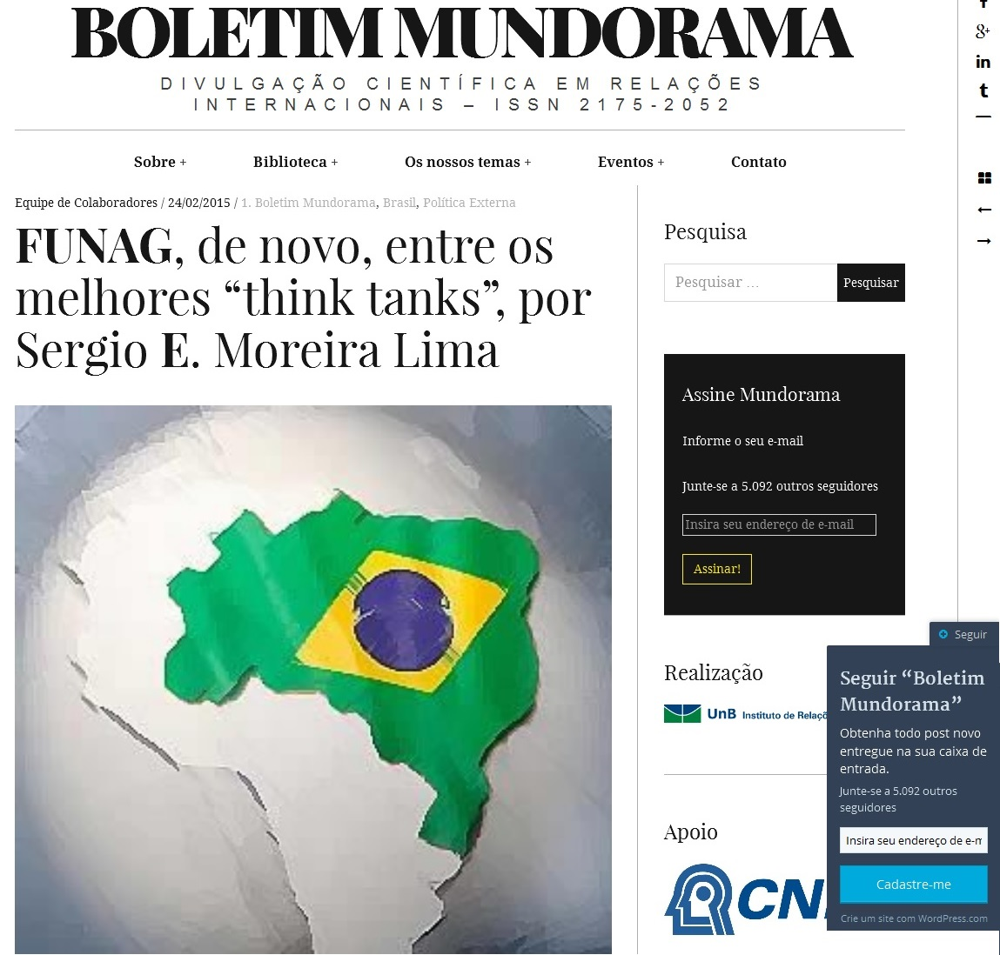 BOLETIM MUNDORAMA
DIVULGAÇÃO CIENTÍFICA EM RELAÇÕES
INTERNACIONAIS – ISSN 2175-2052
Sobre + Biblioteca + Os nossos temas + Eventos + Contato
Equipe de Colaboradores / 24/02/2015 / 1. Boletim Mundorama, Brasil, Política Externa
FUNAG, de novo, entre os
melhores “think tanks”, por
Sergio E. Moreira Lima
Pesquisa
Pesquisar ...
Pesquisar
Assine Mundorama
Informe o seu e-mail
Junte-se a 5.092 outros seguidores
Insira seu endereço de e-mail
Assinar!
Realização
UnB Instituto de
Apoio
Seguir
Seguir “Boletim
Mundorama”
Obtenha todo post novo
entregue na sua caixa de
entrada.
Junte-se a 5.092 outros
seguidores
Insira seu endereço de e-m
Cadastre-me
Crie um site com WordPress.com